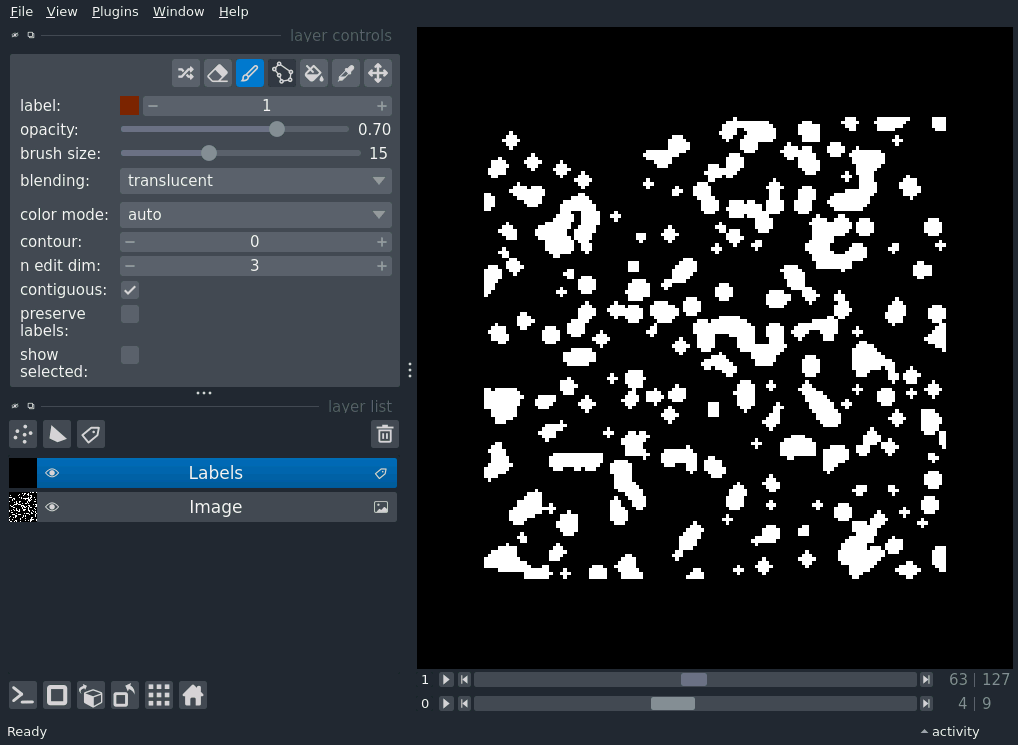 File View Plugins Window Help
layer controls
label: 1
opacity: 0.70
brush size: 15
blending: translucent
color mode: auto
contour: 0
n edit dim: 3
contiguous:
preserve
labels:
show
selected:
layer list
Labels
Image
1 63 | 127
0 4 | 9
Ready
activity